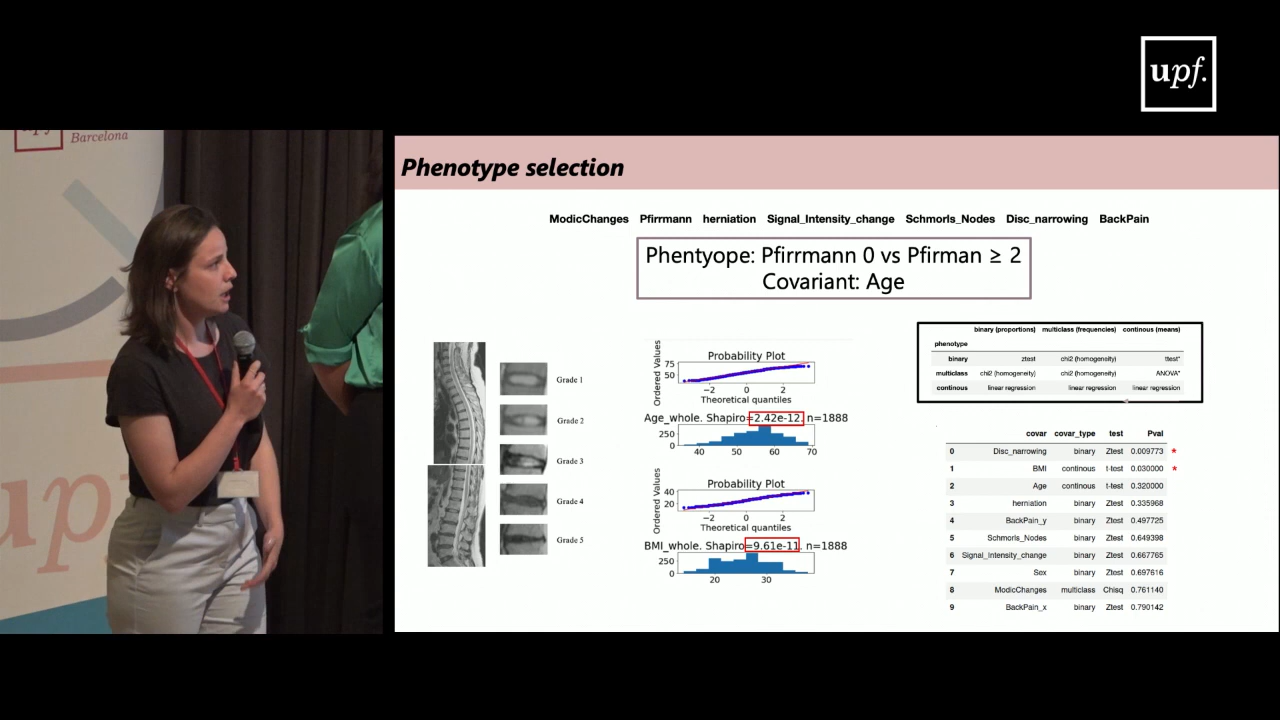 upf.
Barcelona
up
Phenotype selection
ModicChanges Pfirrmann herniation Signal_Intensity_change Schmorls_Nodes Disc_narrowing BackPain
Phentyope: Pfirrmann 0 vs Pfirman ≥ 2
Covariant: Age
Grade 1
Grade 2
Grade 3
Grade 4
Grade 5
Probability Plot
Ordered Values
75
50
−2 0 2
Theoretical quantiles
Age_whole. Shapiro=2.42e-12. n=1888
250
0
40 50 60 70
Probability Plot
Ordered Values
40
20
−2 0 2
Theoretical quantiles
BMI_whole. Shapiro=9.61e-11. n=1888
250
0
20 30
binary (proportions) multiclass (frequencies) continous (means)
phenotype
binary ztest chi2 (homogeneity) ttest*
multiclass chi2 (homogeneity) chi2 (homogeneity) ANOVA*
continous linear regression linear regression linear regression
covar covar_type test Pval
0 Disc_narrowing binary Ztest 0.009773 *
1 BMI continous t-test 0.030000 *
2 Age continous t-test 0.320000
3 herniation binary Ztest 0.335968
4 BackPain_y binary Ztest 0.497725
5 Schmorls_Nodes binary Ztest 0.649398
6 Signal_Intensity_change binary Ztest 0.667765
7 Sex binary Ztest 0.697616
8 ModicChanges multiclass Chisq 0.761140
9 BackPain_x binary Ztest 0.790142